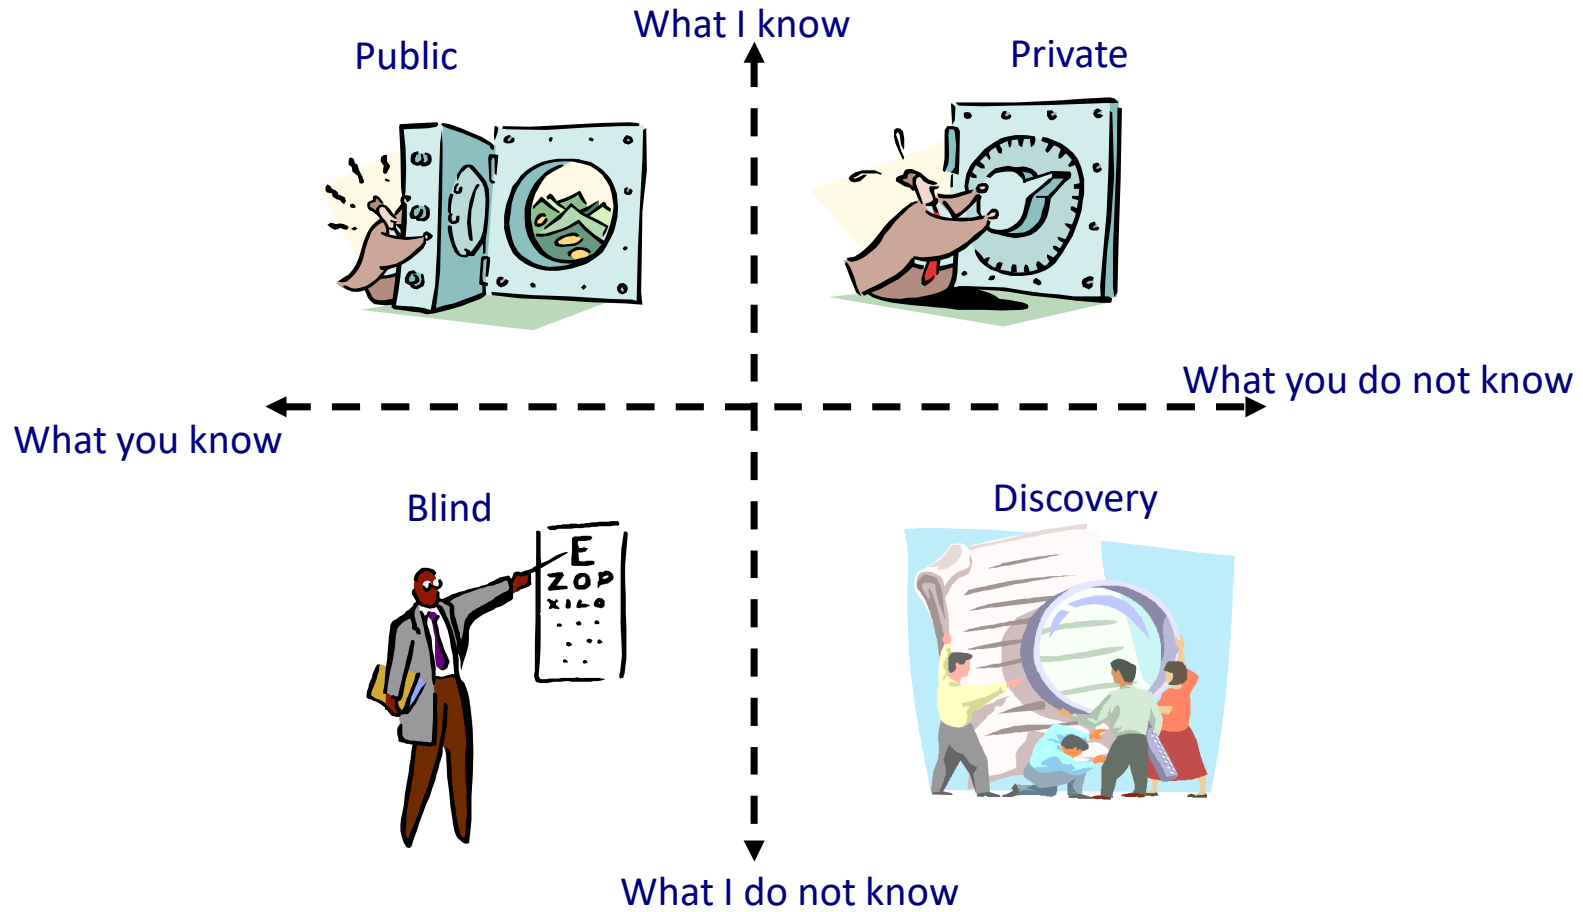 What I know
Public
Private
What you do not know
What you know
Blind
Discovery
E
ZOP
XILO
What I do not know